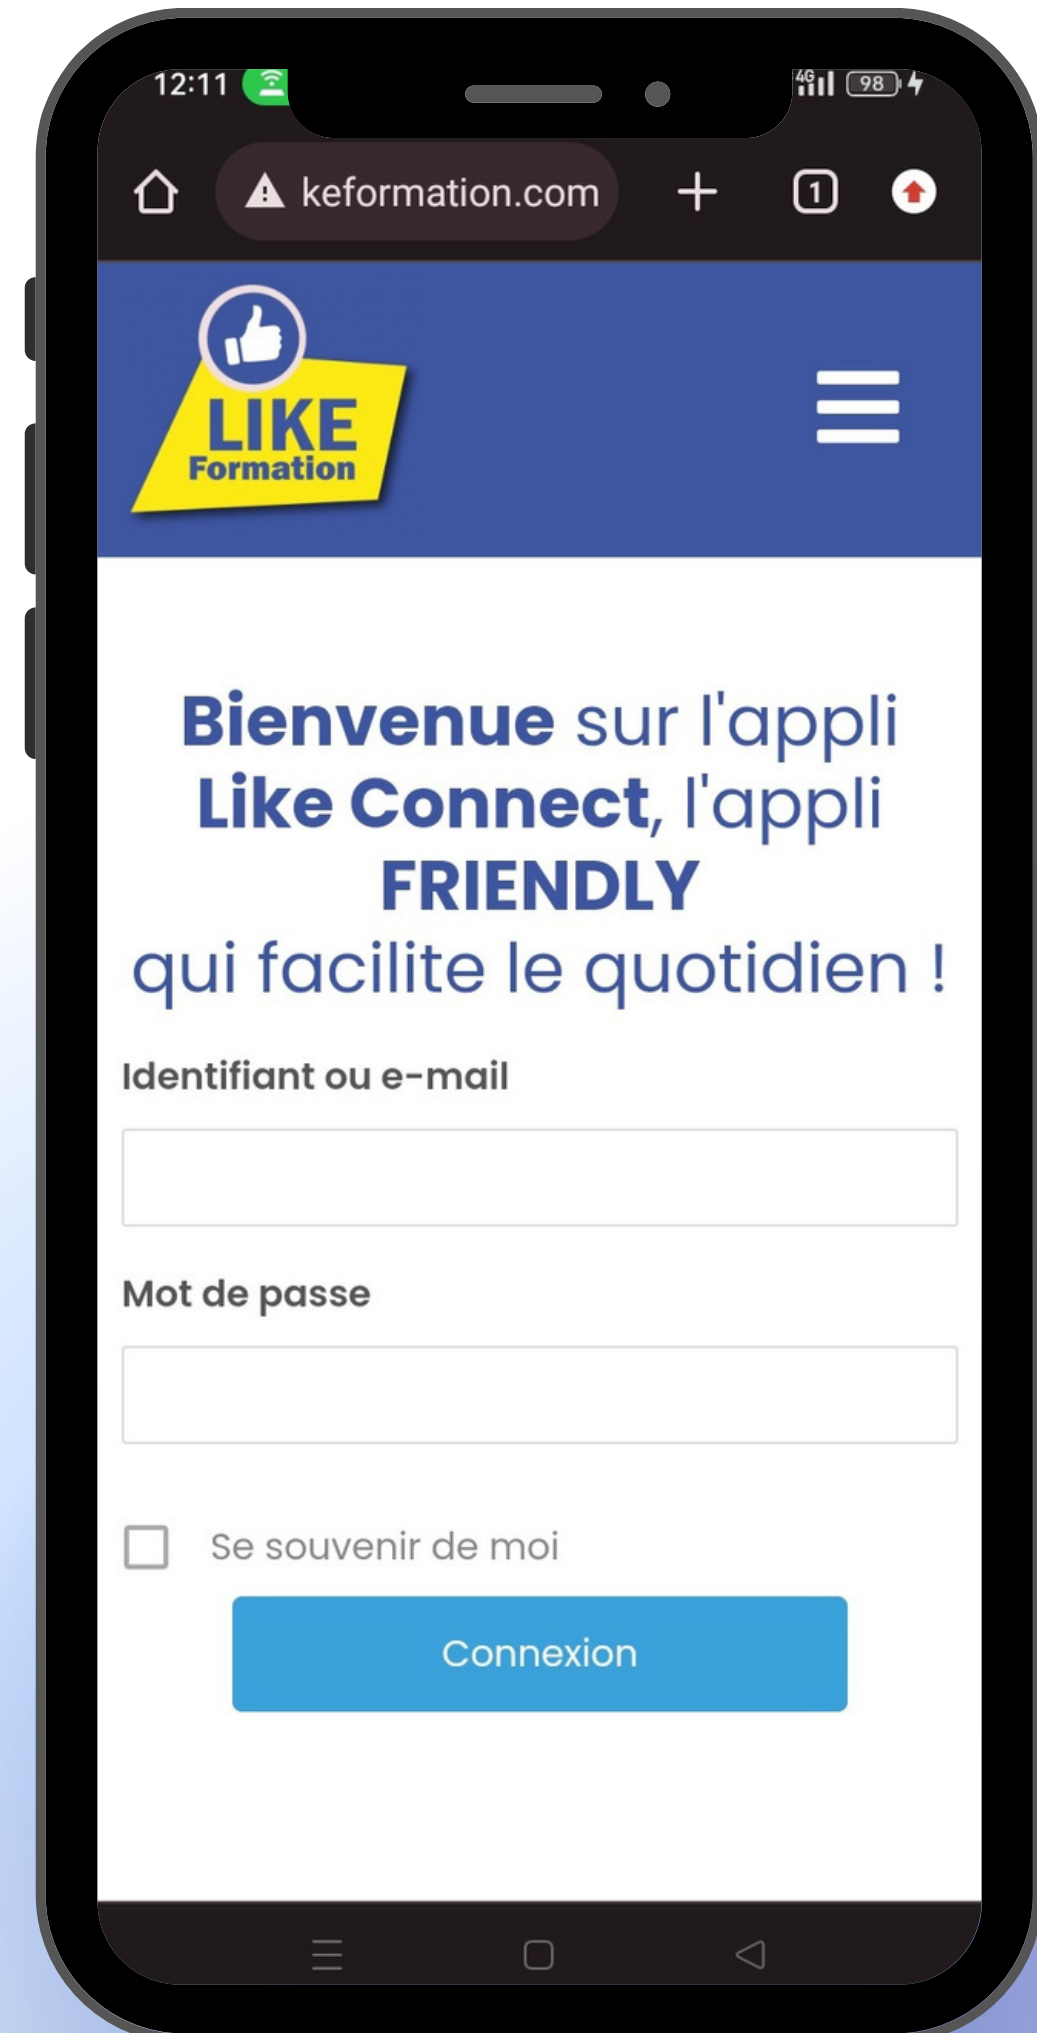 12:11
4G
98
keformation.com
1
LIKE
Formation
Bienvenue sur l'appli
Like Connect, l'appli
FRIENDLY
qui facilite le quotidien !
Identifiant ou e-mail
Mot de passe
Se souvenir de moi
Connexion